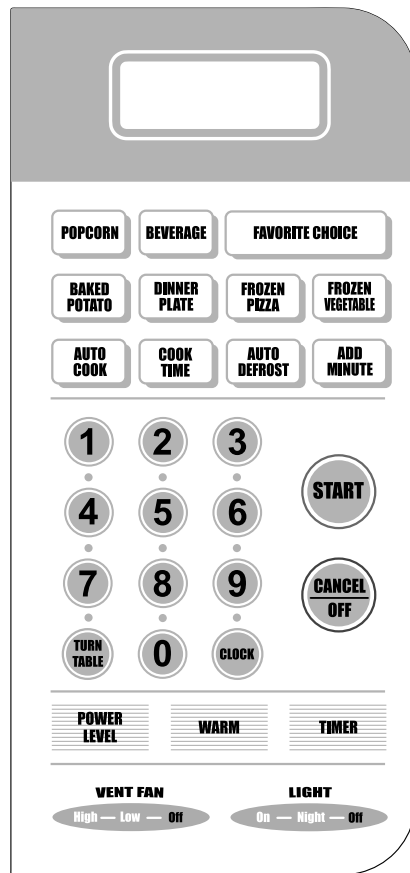 POPCORN BEVERAGE FAVORITE CHOICE
BAKED POTATO DINNER PLATE FROZEN PIZZA FROZEN VEGETABLE
AUTO COOK COOK TIME AUTO DEFROST ADD MINUTE
1 2 3
START
4 5 6
7 8 9
CANCEL
OFF
TURN TABLE 0 CLOCK
POWER LEVEL WARM TIMER
VENT FAN LIGHT
High — Low — Off On — Night — Off